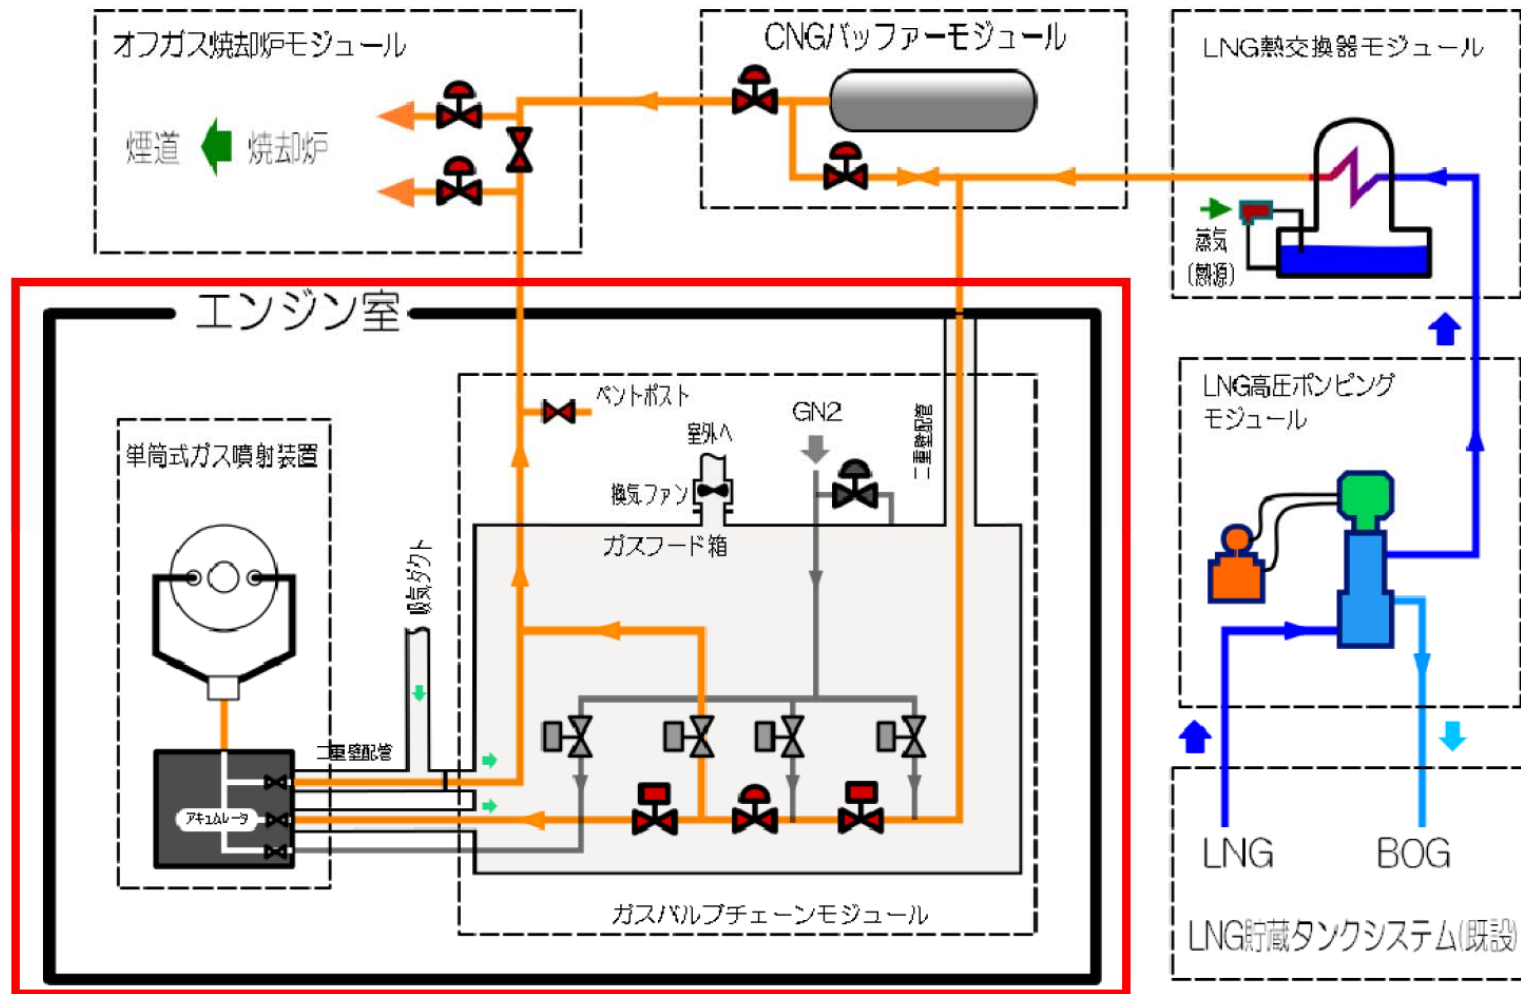 オフガス焼却炉モジュール
煙道
焼却炉
CNGバッファーモジュール
LNG熱交換器モジュール
蒸気
(熱源)
エンジン室
LNG高圧ポンピング
モジュール
ベントポスト
GN2
二重壁配管
室外へ
換気ファン
単筒式ガス噴射装置
ガスフード箱
吸気ダクト
二重壁配管
アキュムレータ
ガスバルブチェーンモジュール
LNG
BOG
LNG貯蔵タンクシステム(既設)